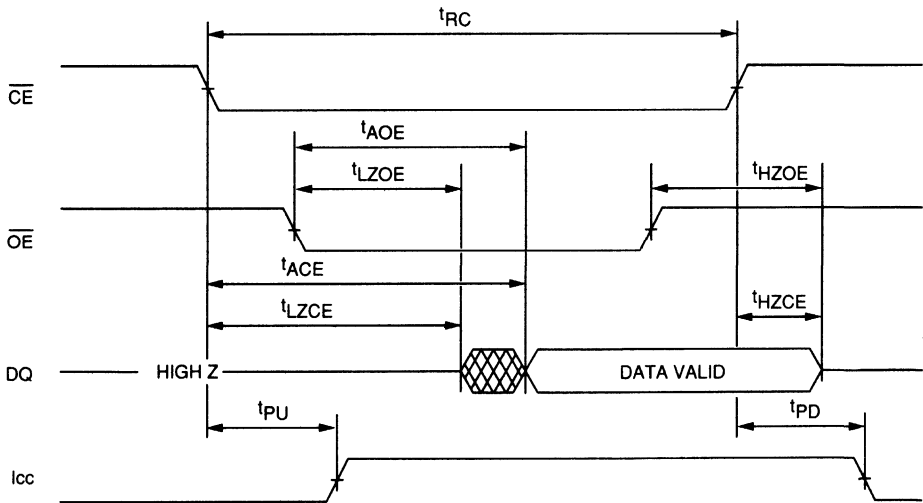 tRC
CE
tAOE
tLZOE
tHZOE
OE
tACE
tLZCE
tHZCE
DQ
HIGH Z
DATA VALID
tPU
tPD
Icc